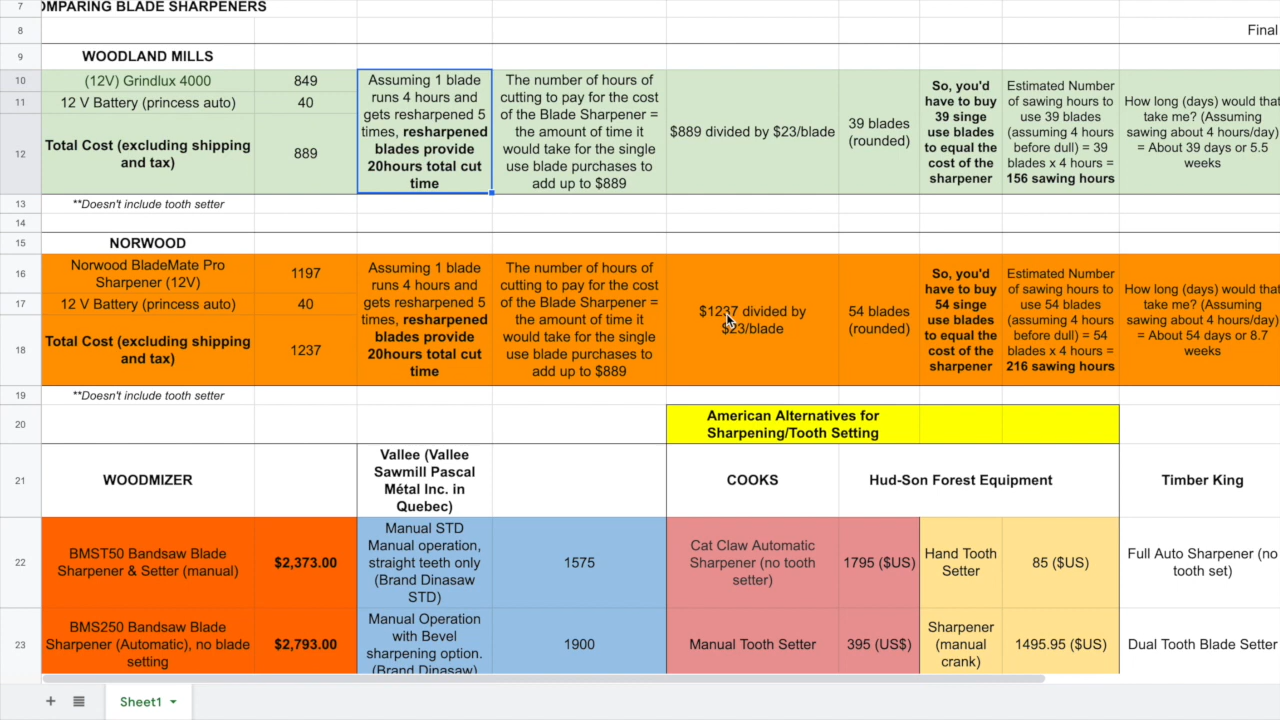 7
OMPARING BLADE SHARPENERS
8
Final
9
WOODLAND MILLS
10
(12V) Grindlux 4000
849
11
12 V Battery (princess auto)
40
12
Total Cost (excluding shipping
and tax)
889
Assuming 1 blade
runs 4 hours and
gets resharpened 5
times, resharpened
blades provide
20hours total cut
time
The number of hours of
cutting to pay for the cost
of the Blade Sharpener =
the amount of time it
would take for the single
use blade purchases to
add up to $889
$889 divided by $23/blade
39 blades
(rounded)
So, you'd
have to buy
39 singe
use blades
to equal the
cost of the
sharpener
Estimated Number
of sawing hours to
use 39 blades
(assuming 4 hours
before dull) = 39
blades x 4 hours =
156 sawing hours
How long (days) would that
take me? (Assuming
sawing about 4 hours/day)
= About 39 days or 5.5
weeks
13
**Doesn't include tooth setter
14
15
NORWOOD
16
Norwood BladeMate Pro
Sharpener (12V)
1197
17
12 V Battery (princess auto)
40
18
Total Cost (excluding shipping
and tax)
1237
Assuming 1 blade
runs 4 hours and
gets resharpened 5
times, resharpened
blades provide
20hours total cut
time
The number of hours of
cutting to pay for the cost
of the Blade Sharpener =
the amount of time it
would take for the single
use blade purchases to
add up to $889
$1237 divided by
$23/blade
54 blades
(rounded)
So, you'd
have to buy
54 singe
use blades
to equal the
cost of the
sharpener
Estimated Number
of sawing hours to
use 54 blades
(assuming 4 hours
before dull) = 54
blades x 4 hours =
216 sawing hours
How long (days) would that
take me? (Assuming
sawing about 4 hours/day)
= About 54 days or 8.7
weeks
19
**Doesn't include tooth setter
20
American Alternatives for
Sharpening/Tooth Setting
21
WOODMIZER
Vallee (Vallee
Sawmill Pascal
Métal Inc. in
Quebec)
COOKS
Hud-Son Forest Equipment
Timber King
22
BMST50 Bandsaw Blade
Sharpener & Setter (manual)
$2,373.00
Manual STD
Manual operation,
straight teeth only
(Brand Dinasaw
STD)
1575
Cat Claw Automatic
Sharpener (no tooth
setter)
1795 ($US)
Hand Tooth
Setter
85 ($US)
Full Auto Sharpener (no
tooth set)
23
BMS250 Bandsaw Blade
Sharpener (Automatic), no blade
setting
$2,793.00
Manual Operation
with Bevel
sharpening option.
(Brand Dinasaw)
1900
Manual Tooth Setter
395 (US$)
Sharpener
(manual
crank)
1495.95 ($US)
Dual Tooth Blade Setter
Sheet1